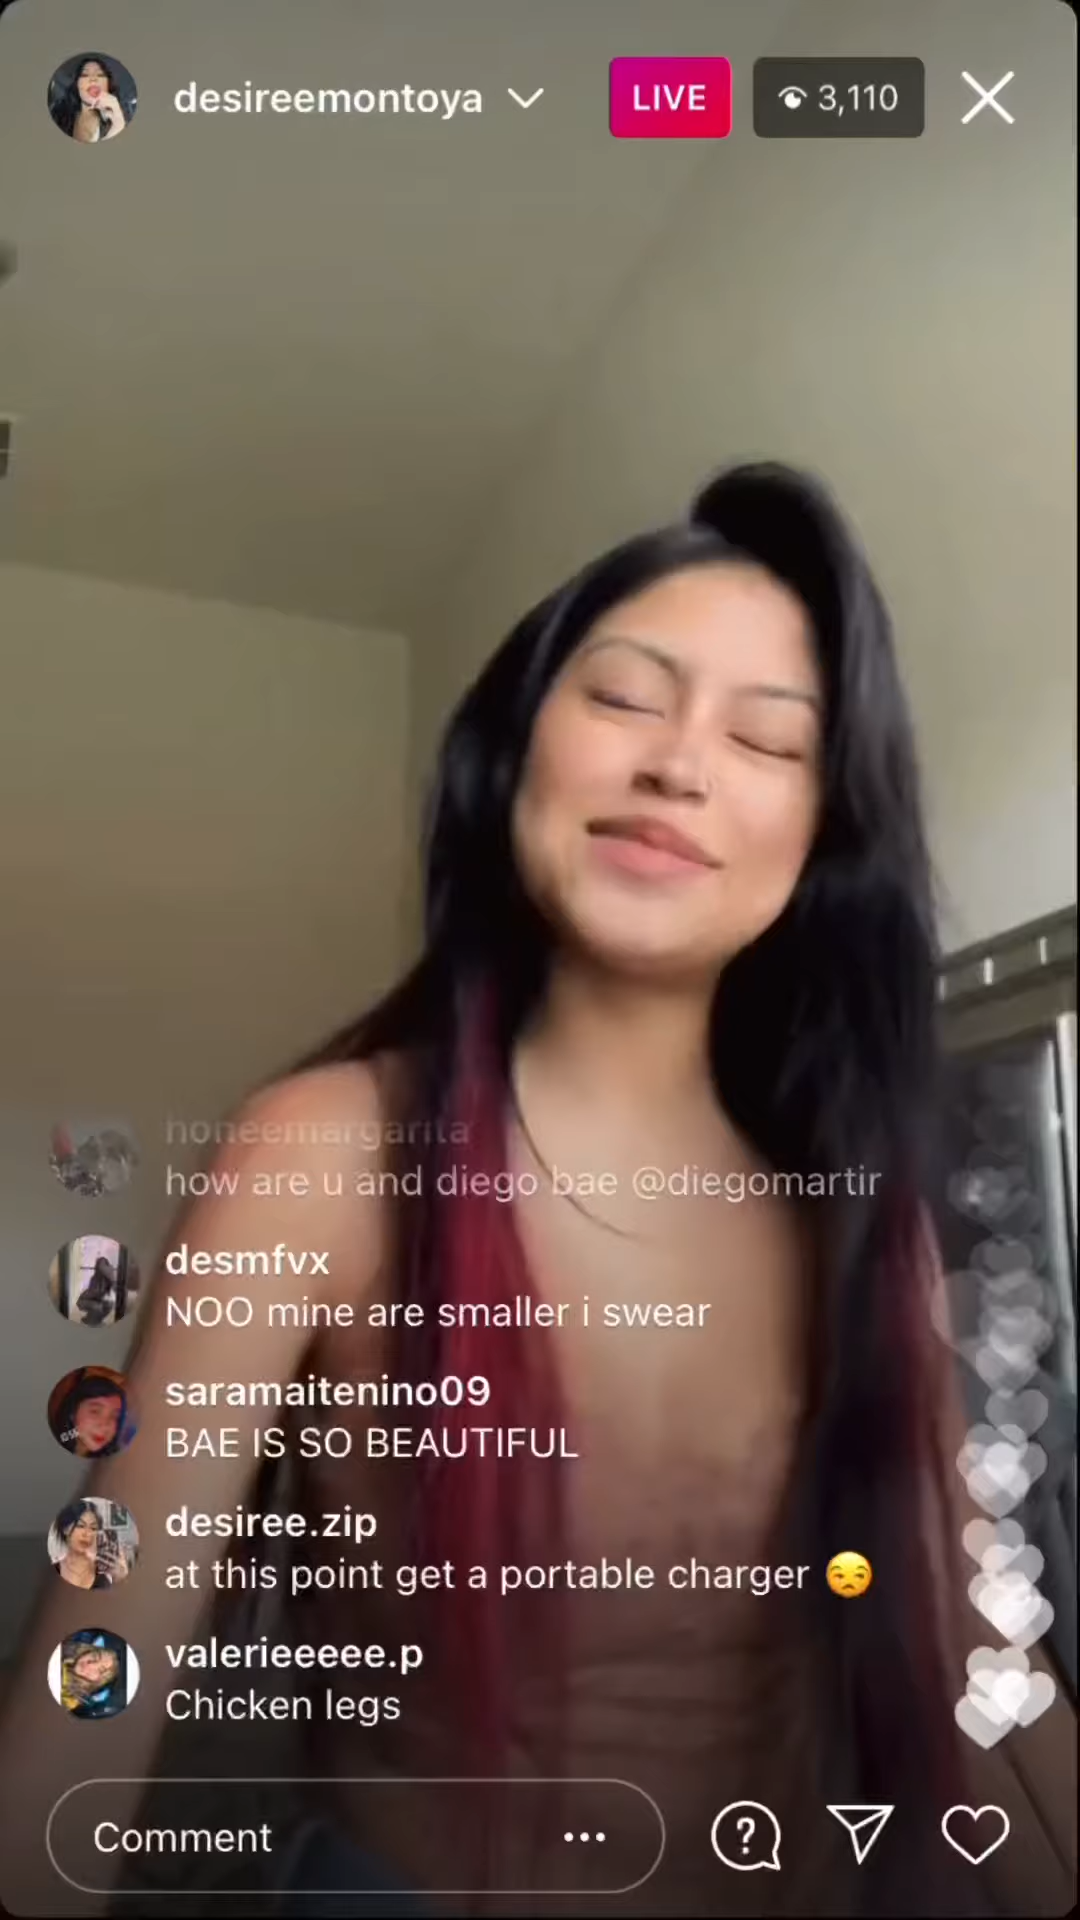 desireemontoya
LIVE
3,110
honeemargarita
how are u and diego bae @diegomartir
desmfvx
NOO mine are smaller i swear
saramaitenino09
BAE IS SO BEAUTIFUL
desiree.zip
at this point get a portable charger 😒
valerieeeee.p
Chicken legs
Comment